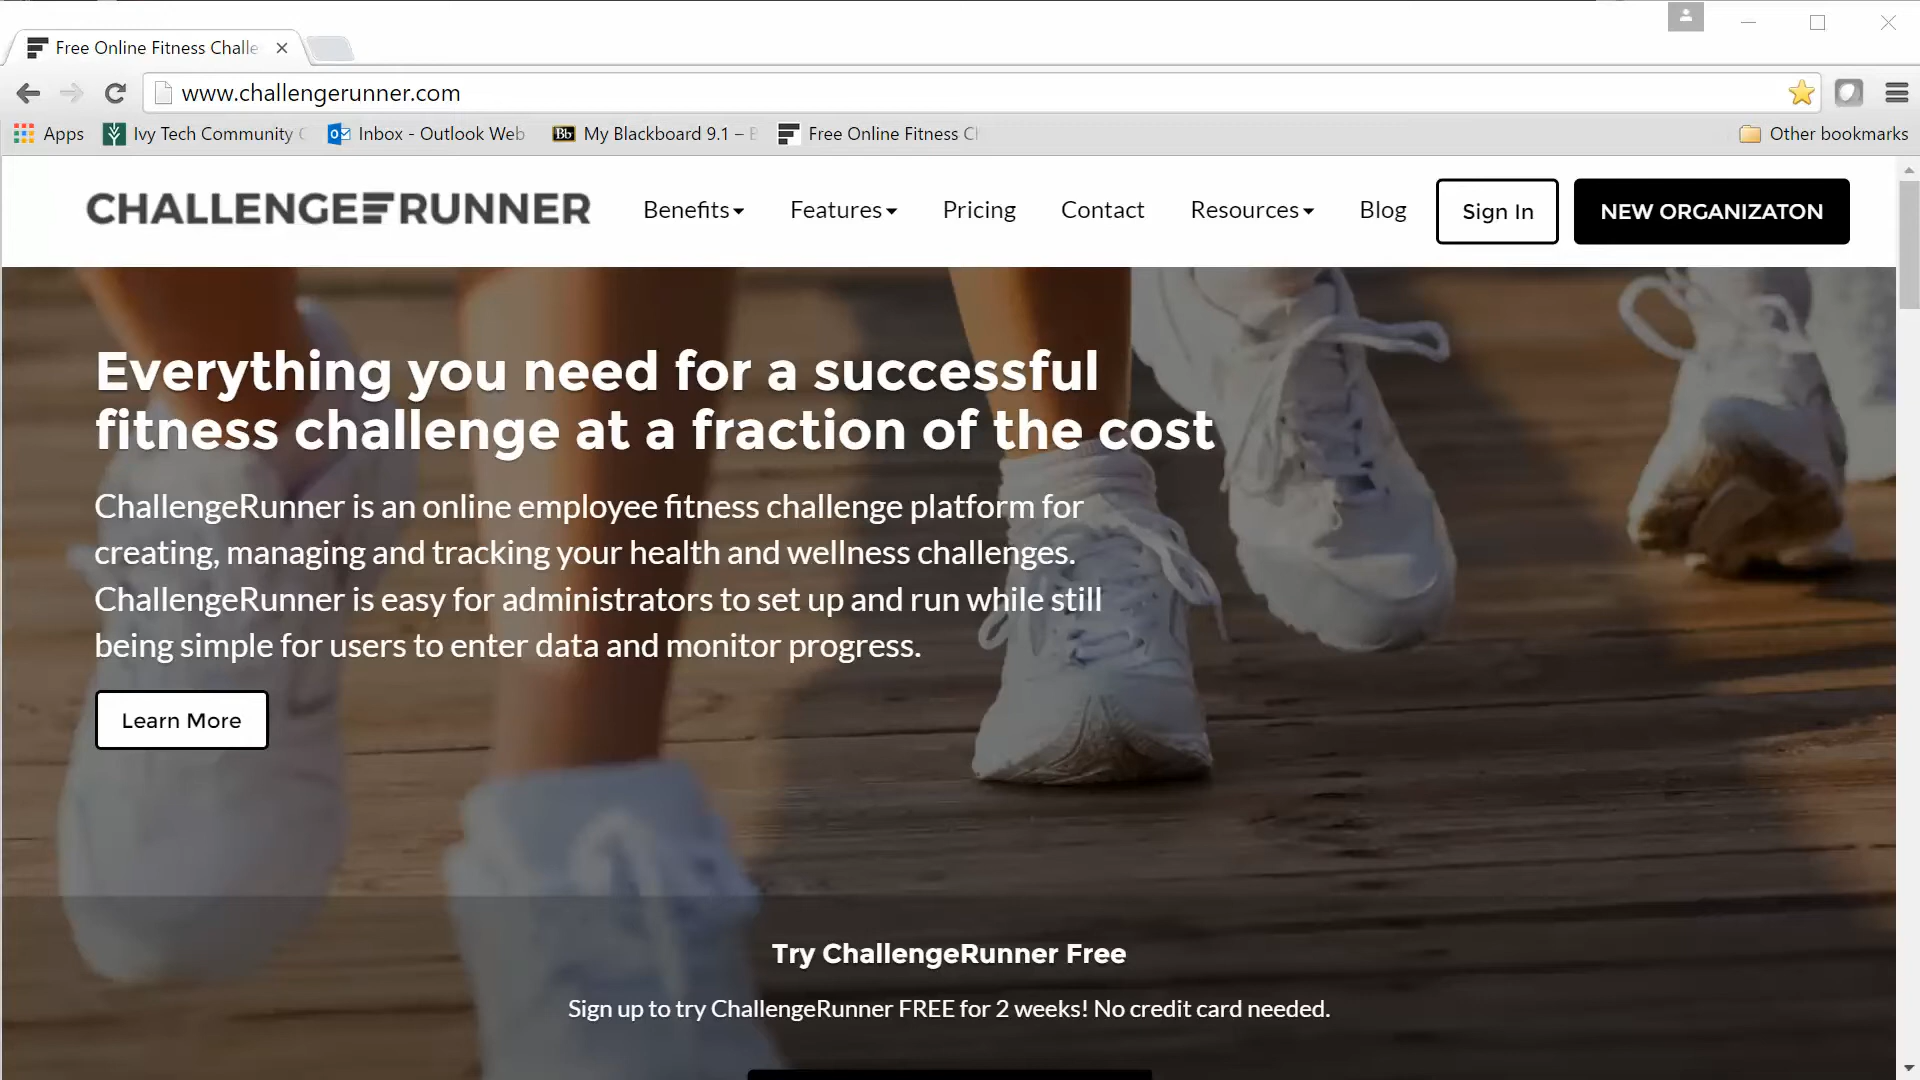 Free Online Fitness Challe
www.challengerunner.com
Apps
Ivy Tech Community
Inbox - Outlook Web
Bb
My Blackboard 9.1 –
Free Online Fitness
Other bookmarks
CHALLENGERUNNER
Benefits
Features
Pricing
Contact
Resources
Blog
Sign In
NEW ORGANIZATON
Everything you need for a successful
fitness challenge at a fraction of the cost
ChallengeRunner is an online employee fitness challenge platform for
creating, managing and tracking your health and wellness challenges.
ChallengeRunner is easy for administrators to set up and run while still
being simple for users to enter data and monitor progress.
Learn More
Try ChallengeRunner Free
Sign up to try ChallengeRunner FREE for 2 weeks! No credit card needed.